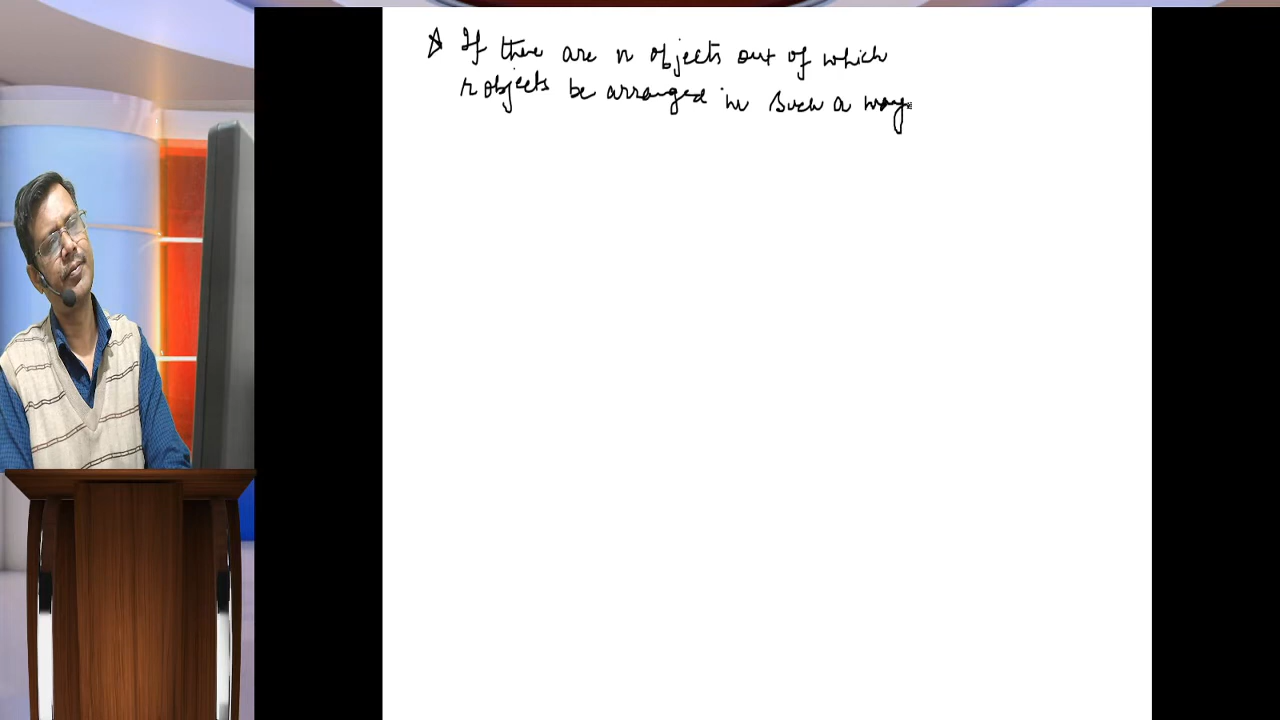 ☆ If there are n objects out of which
r objects be arranged in such a way